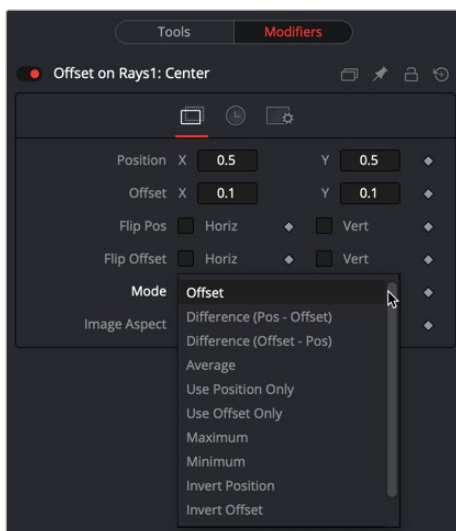 Tools Modifiers
Offset on Rays1: Center
Position X 0.5 Y 0.5
Offset X 0.1 Y 0.1
Flip Pos Horiz Vert
Flip Offset Horiz Vert
Mode Offset
Difference (Pos - Offset)
Image Aspect Difference (Offset - Pos)
Average
Use Position Only
Use Offset Only
Maximum
Minimum
Invert Position
Invert Offset